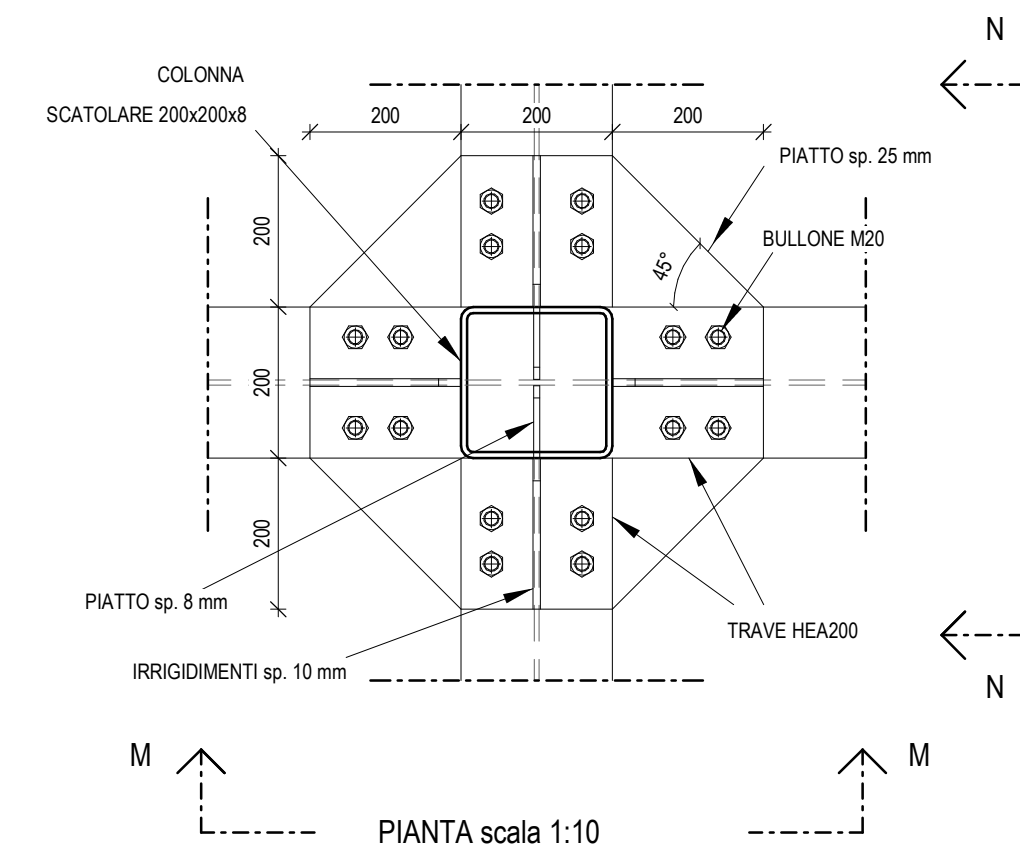 N
COLONNA
SCATOLARE 200x200x8
200
200
200
PIATTO sp. 25 mm
200
BULLONE M20
45°
200
200
PIATTO sp. 8 mm
TRAVE HEA200
IRRIGIDIMENTI sp. 10 mm
N
M
M
PIANTA scala 1:10